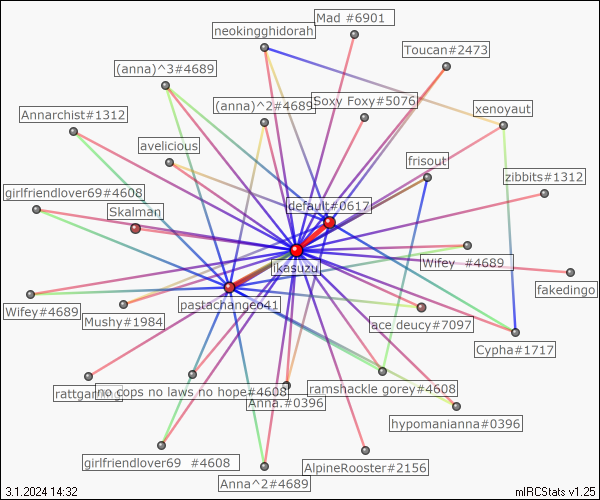 Mad #6901
neokingghidorah
Toucan#2473
(anna)^3#4689
(anna)^2#4689
Soxy Foxy#5076
xenoyaut
Annarchist#1312
avelicious
frisout
zibbits#1312
girlfriendlover69#4608
Skalman
default#0617
ikasuzu
Wifey #4689
fakedingo
pastachangeo41
Wifey#4689
Mushy#1984
ace deucy#7097
Cypha#1717
rattgaming
no cops no laws no hope#4608
ramshackle gorey#4608
Anna.#0396
hypomanianna#0396
girlfriendlover69 #4608
Anna^2#4689
AlpineRooster#2156
3.1.2024 14:32
mIRCStats v1.25